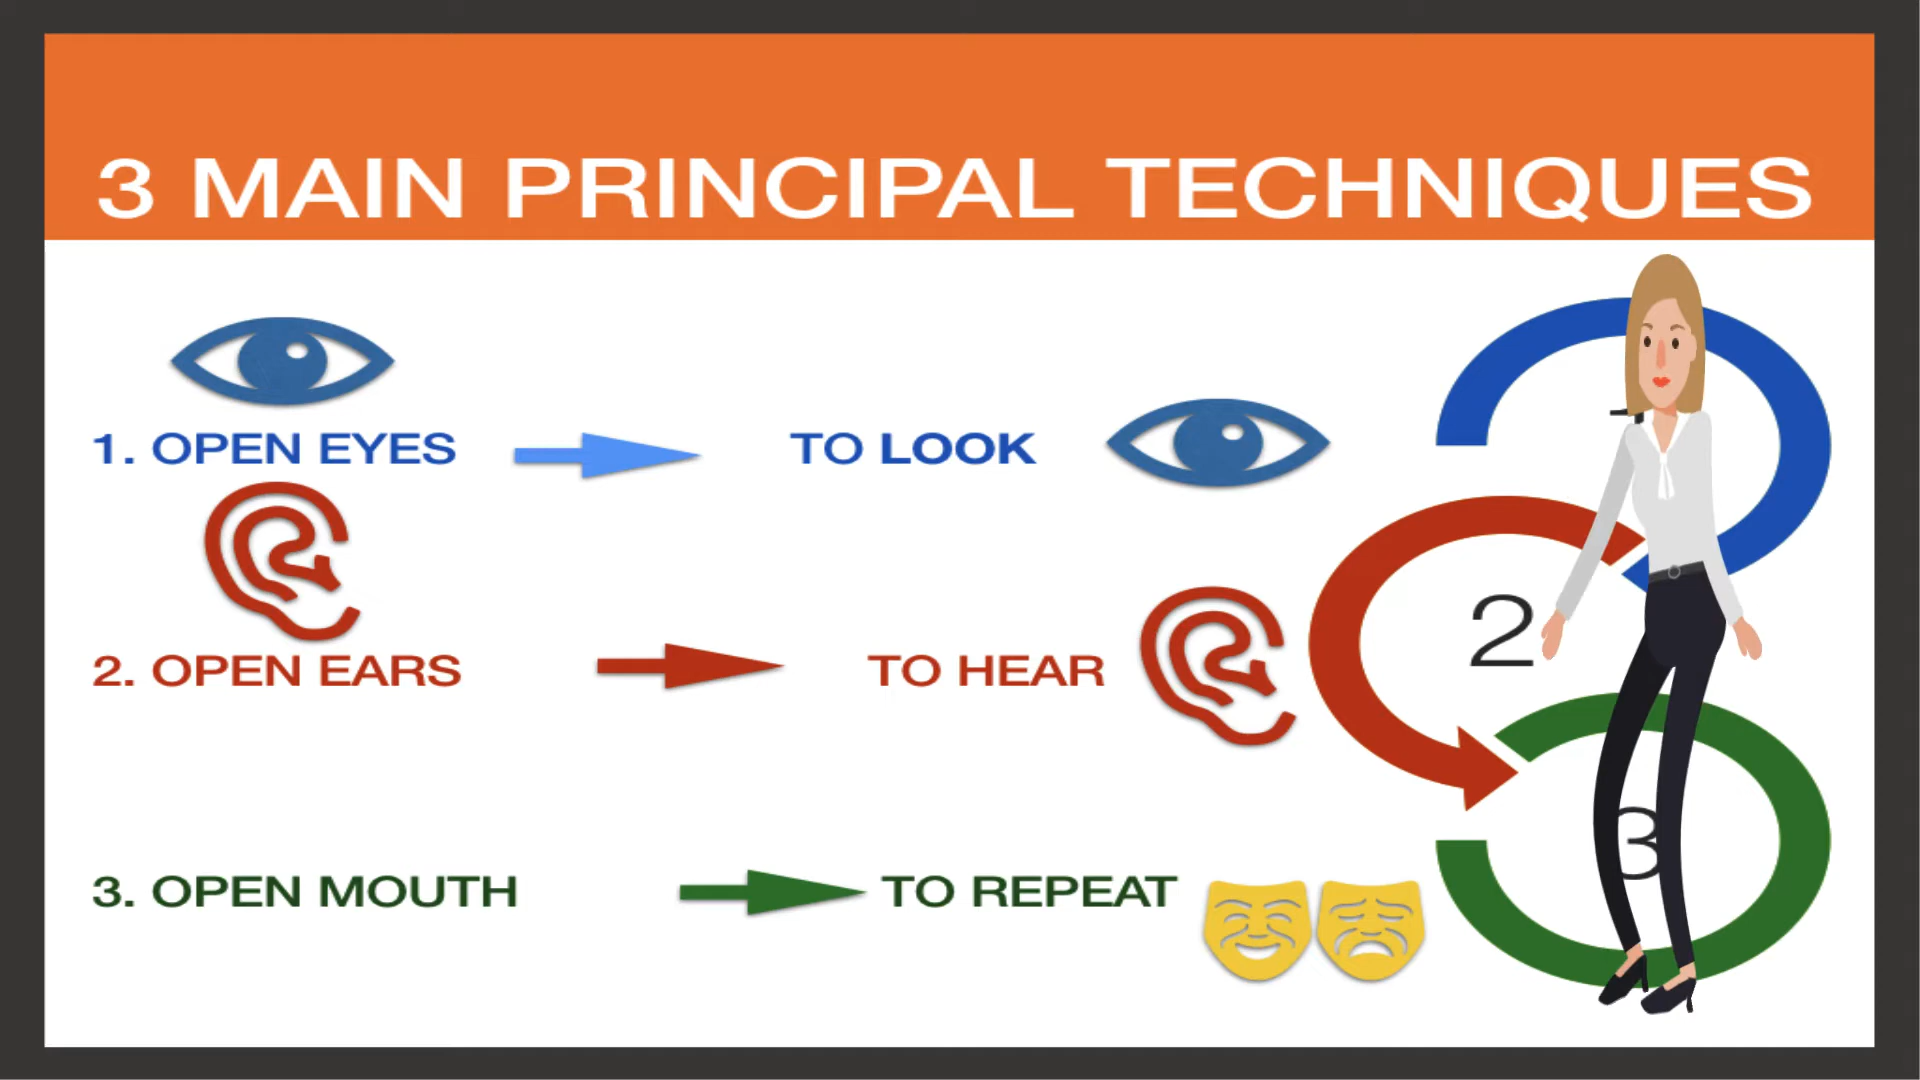 3 MAIN PRINCIPAL TECHNIQUES
1. OPEN EYES TO LOOK
2. OPEN EARS TO HEAR
3. OPEN MOUTH TO REPEAT
2
3